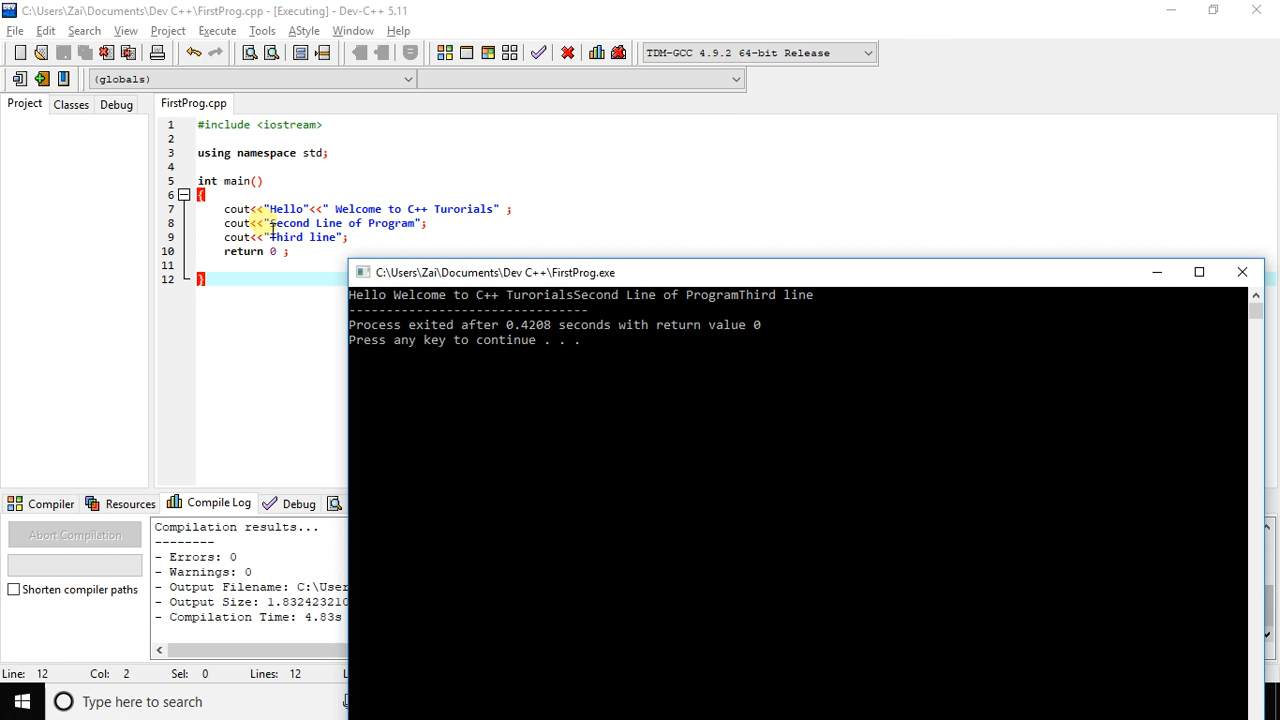 C:\Users\Zai\Documents\Dev C++\FirstProg.cpp - [Executing] - Dev-C++ 5.11
File Edit Search View Project Execute Tools AStyle Window Help
TDM-GCC 4.9.2 64-bit Release
(globals)
Project Classes Debug
FirstProg.cpp
1 #include <iostream>
2
3 using namespace std;
4
5 int main()
6 {
7 cout<<"Hello"<<" Welcome to C++ Turorials" ;
8 cout<<"Second Line of Program";
9 cout<<"Third line";
10 return 0 ;
11
12 }
C:\Users\Zai\Documents\Dev C++\FirstProg.exe
Hello Welcome to C++ TurorialsSecond Line of ProgramThird line
--------------------------------
Process exited after 0.4208 seconds with return value 0
Press any key to continue . . .
Compiler Resources Compile Log Debug
Abort Compilation
Shorten compiler paths
Compilation results...
--------
- Errors: 0
- Warnings: 0
- Output Filename: C:\User
- Output Size: 1.832423210
- Compilation Time: 4.83s
Line: 12 Col: 2 Sel: 0 Lines: 12 L
Type here to search